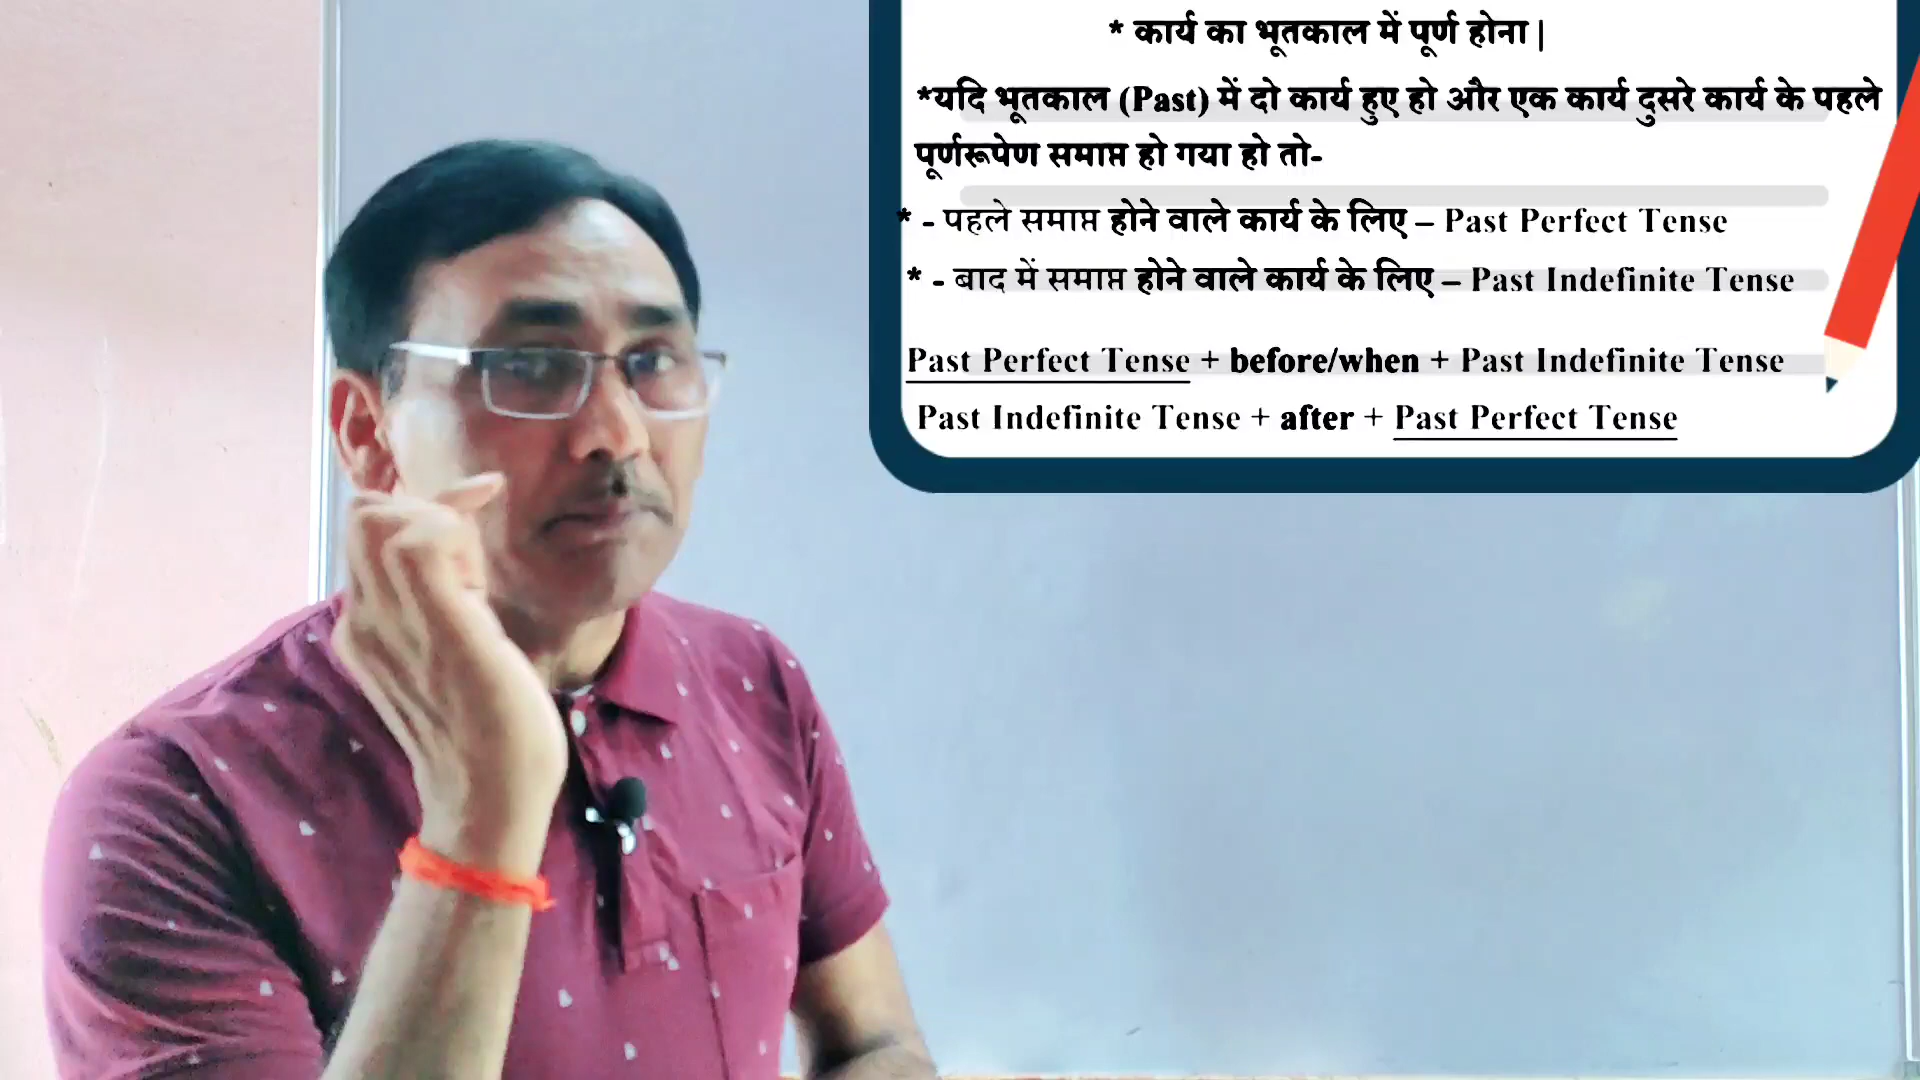 * कार्य का भूतकाल में पूर्ण होना |
*यदि भूतकाल (Past) में दो कार्य हुए हो और एक कार्य दुसरे कार्य के पहले
पूर्णरूपेण समाप्त हो गया हो तो-
* - पहले समाप्त होने वाले कार्य के लिए – Past Perfect Tense
* - बाद में समाप्त होने वाले कार्य के लिए – Past Indefinite Tense
Past Perfect Tense + before/when + Past Indefinite Tense
Past Indefinite Tense + after + Past Perfect Tense